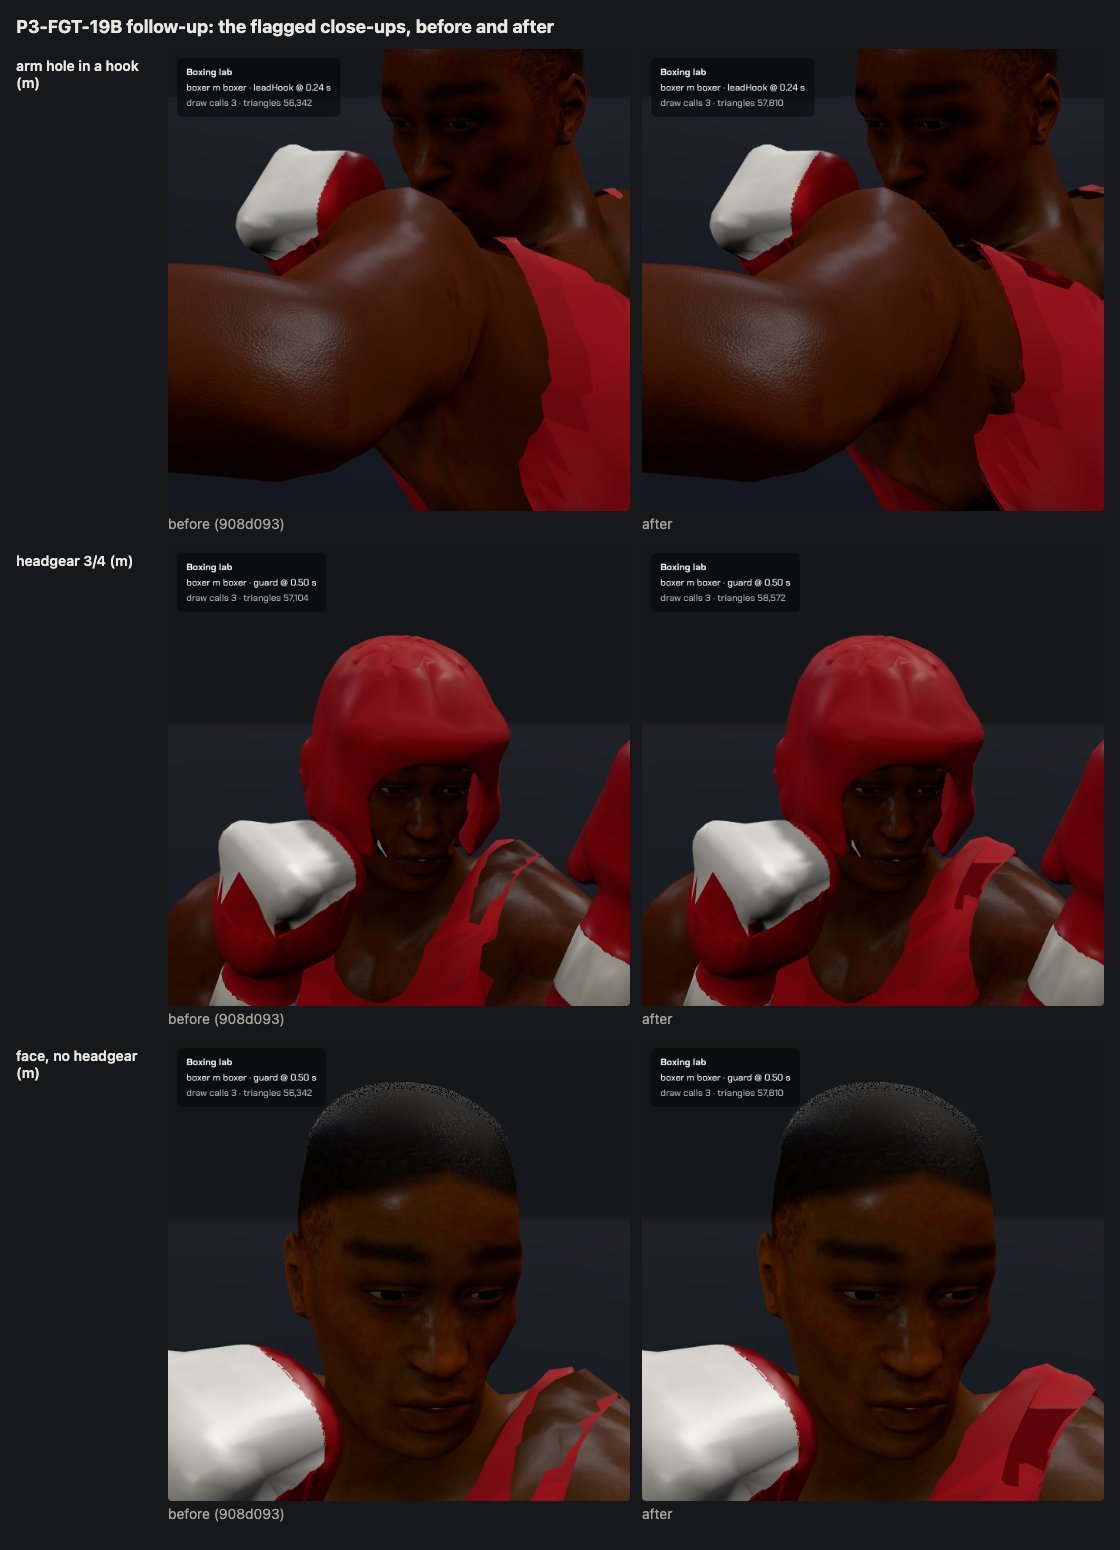 P3-FGT-19B follow-up: the flagged close-ups, before and after
arm hole in a hook
(m)
Boxing lab
boxer m boxer · leadHook @ 0.24 s
draw calls 3 · triangles 56,342
Boxing lab
boxer m boxer · leadHook @ 0.24 s
draw calls 3 · triangles 57,810
before (908d093)
after
headgear 3/4 (m)
Boxing lab
boxer m boxer · guard @ 0.50 s
draw calls 3 · triangles 57,104
Boxing lab
boxer m boxer · guard @ 0.50 s
draw calls 3 · triangles 58,572
before (908d093)
after
face, no headgear
(m)
Boxing lab
boxer m boxer · guard @ 0.50 s
draw calls 3 · triangles 56,342
Boxing lab
boxer m boxer · guard @ 0.50 s
draw calls 3 · triangles 57,810
before (908d093)
after